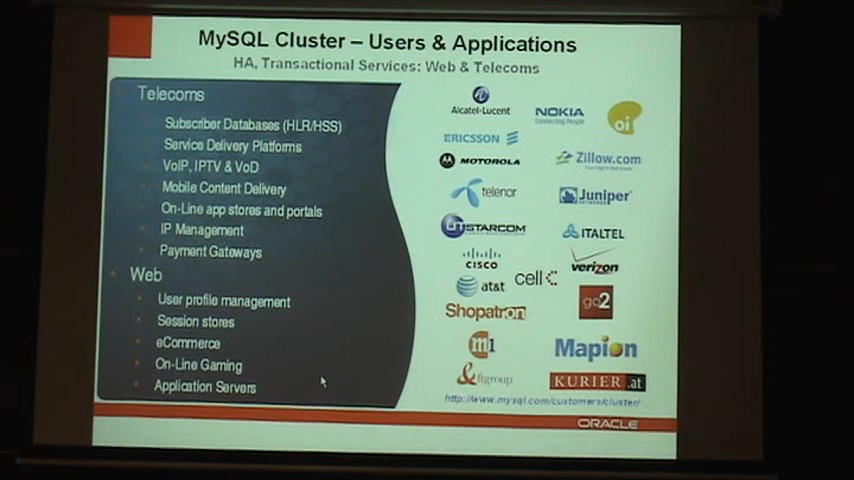 MySQL Cluster – Users & Applications
HA, Transactional Services: Web & Telecoms
Telecoms
Subscriber Databases (HLR/HSS)
Service Delivery Platforms
VoIP, IPTV & VoD
Mobile Content Delivery
On-Line app stores and portals
IP Management
Payment Gateways
Web
User profile management
Session stores
eCommerce
On-Line Gaming
Application Servers
Alcatel-Lucent
NOKIA
Connecting People
oi
ERICSSON
MOTOROLA
Zillow.com
telenor
Juniper
NETWORKS
UTSTARCOM
ITALTEL
CISCO
verizon
at&t
cell
go2
Shopatron
m1
Mapion
&ftgroup
KURIER.at
http://www.mysql.com/customers/cluster/
ORACLE